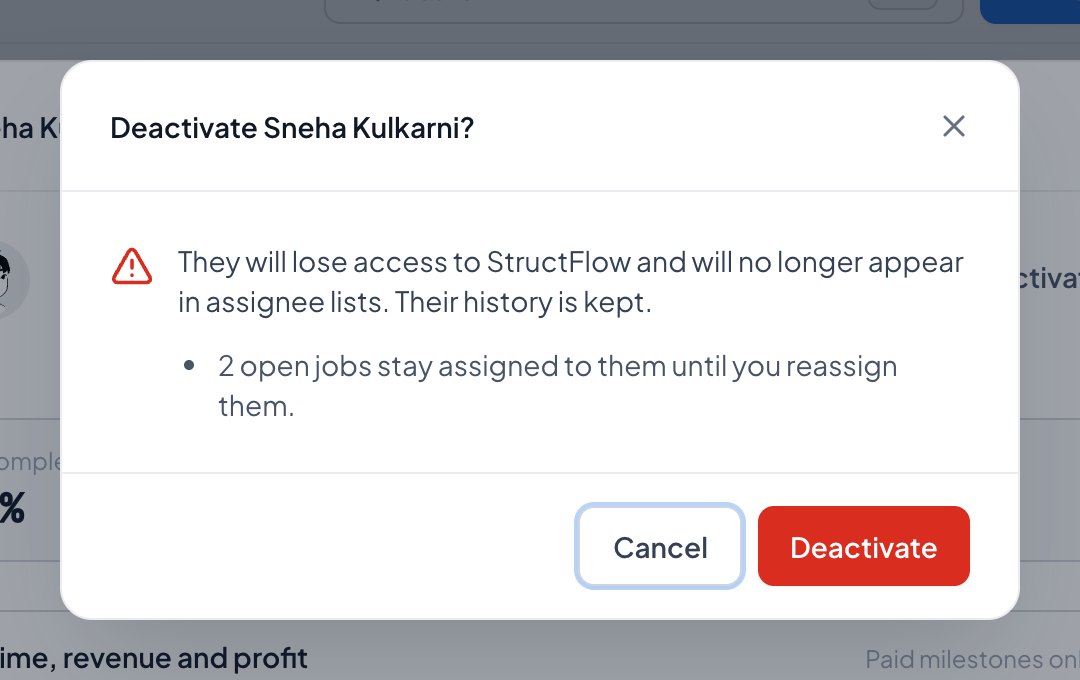 Deactivate Sneha Kulkarni?
They will lose access to StructFlow and will no longer appear
in assignee lists. Their history is kept.
• 2 open jobs stay assigned to them until you reassign
them.
%
Cancel
Deactivate
ime, revenue and profit
Paid milestones